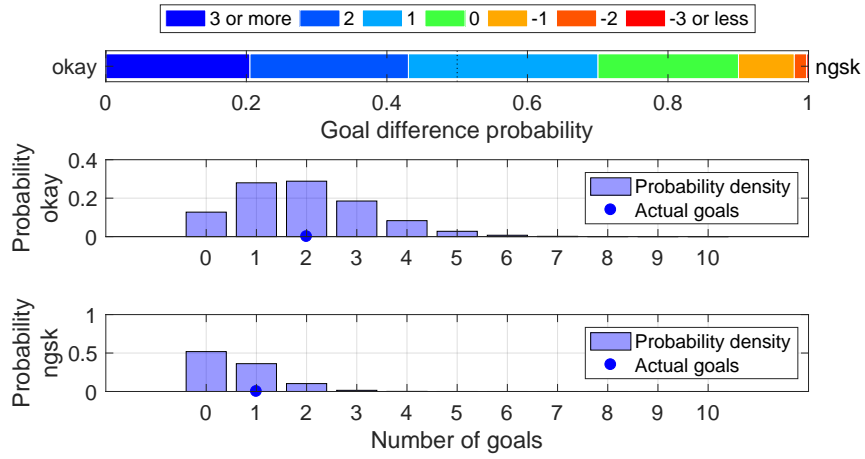 3 or more 2 1 0 -1 -2 -3 or less
okay ngsk
0 0.2 0.4 0.6 0.8 1
Goal difference probability
Probability
okay
0.4
0.2
0
Probability density
Actual goals
0 1 2 3 4 5 6 7 8 9 10
Probability
ngsk
1
0.5
0
Probability density
Actual goals
0 1 2 3 4 5 6 7 8 9 10
Number of goals